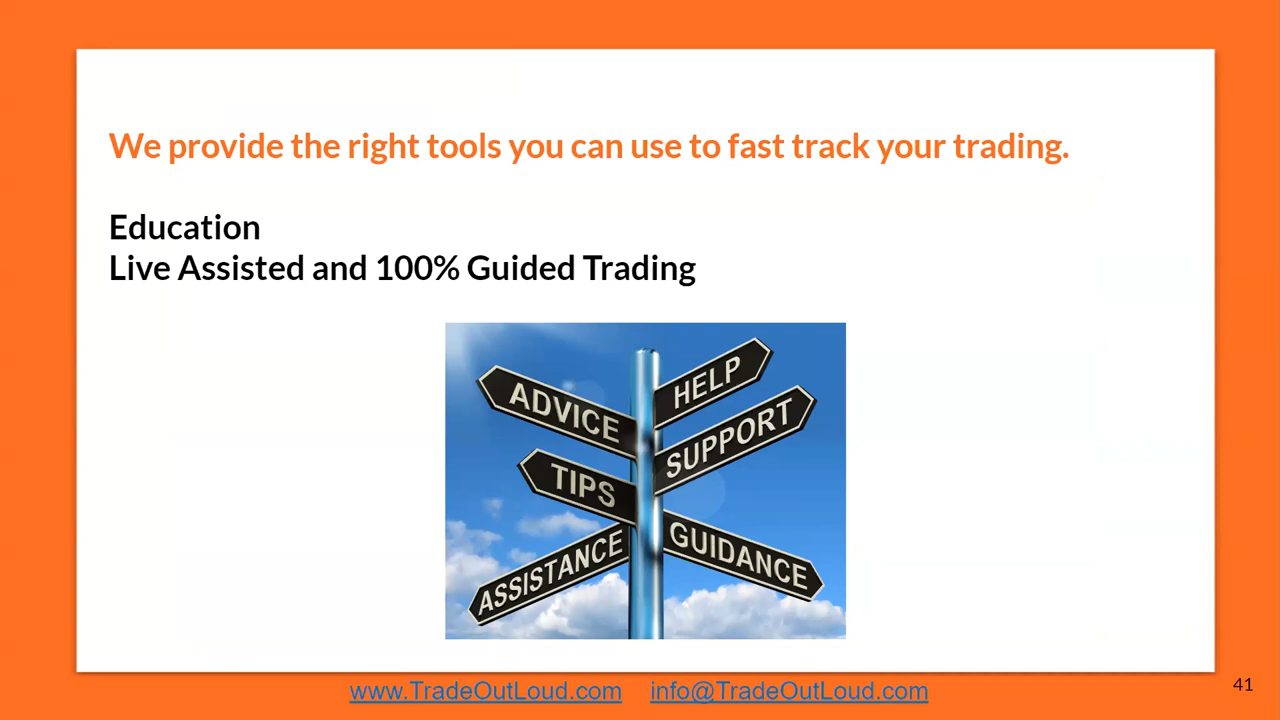 We provide the right tools you can use to fast track your trading.
Education
Live Assisted and 100% Guided Trading
HELP
ADVICE
SUPPORT
TIPS
GUIDANCE
ASSISTANCE
www.TradeOutLoud.com info@TradeOutLoud.com
41